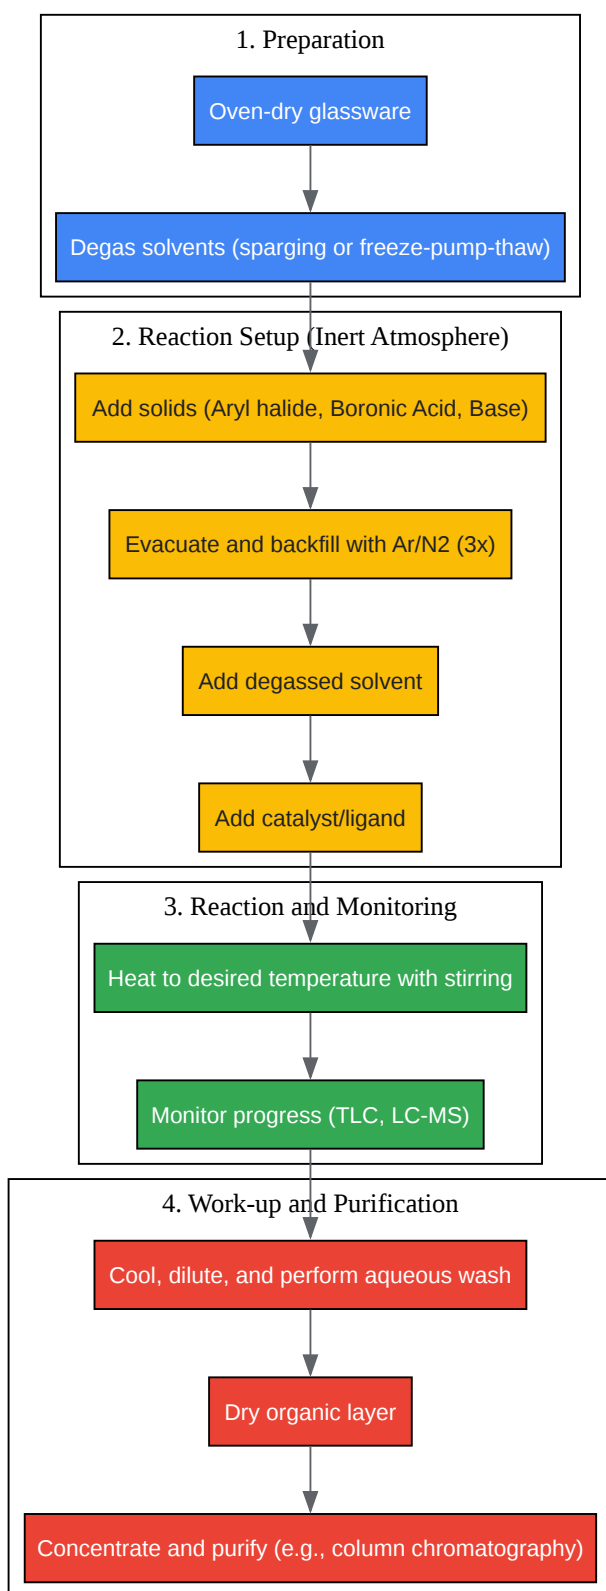 1. Preparation
Oven-dry glassware
Degas solvents (sparging or freeze-pump-thaw)
2. Reaction Setup (Inert Atmosphere)
Add solids (Aryl halide, Boronic Acid, Base)
Evacuate and backfill with Ar/N2 (3x)
Add degassed solvent
Add catalyst/ligand
3. Reaction and Monitoring
Heat to desired temperature with stirring
Monitor progress (TLC, LC-MS)
4. Work-up and Purification
Cool, dilute, and perform aqueous wash
Dry organic layer
Concentrate and purify (e.g., column chromatography)